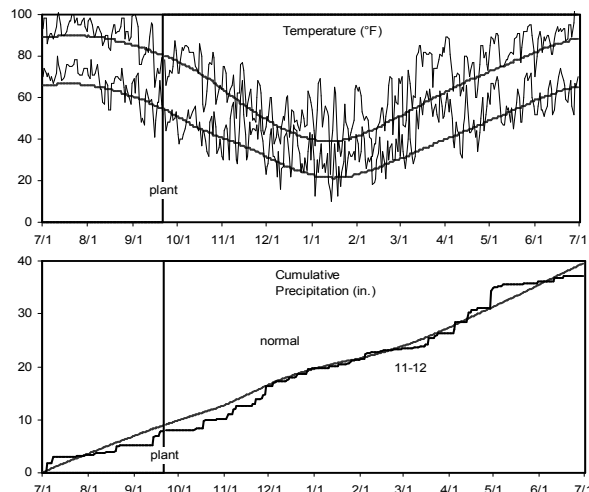 100
Temperature (°F)
80
60
40
20
0
plant
7/1 8/1 9/1 10/1 11/1 12/1 1/1 2/1 3/1 4/1 5/1 6/1 7/1
40
Cumulative
Precipitation (in.)
30
normal
20
11-12
10
plant
0
7/1 8/1 9/1 10/1 11/1 12/1 1/1 2/1 3/1 4/1 5/1 6/1 7/1